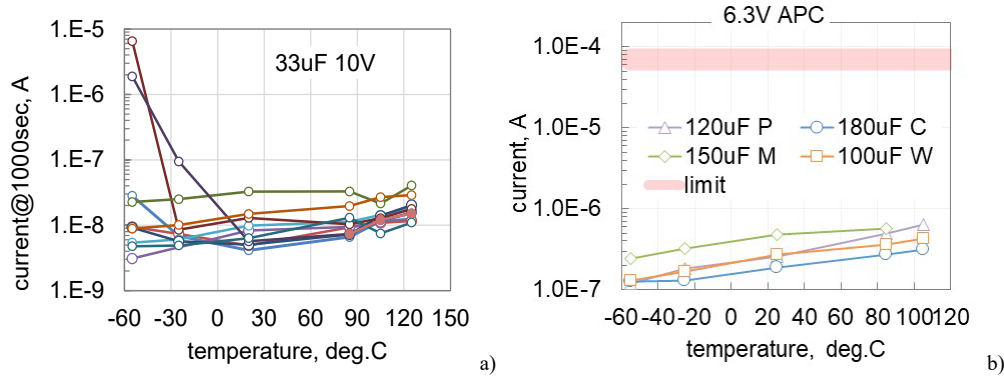 1.E-5
1.E-6
1.E-7
1.E-8
1.E-9
current@1000sec, A
33uF 10V
-60 -30 0 30 60 90 120 150
temperature, deg.C
a)
6.3V APC
1.0E-4
1.0E-5
1.0E-6
1.0E-7
current, A
120uF P 180uF C
150uF M 100uF W
limit
-60 -40 -20 0 20 40 60 80 100 120
temperature, deg.C
b)